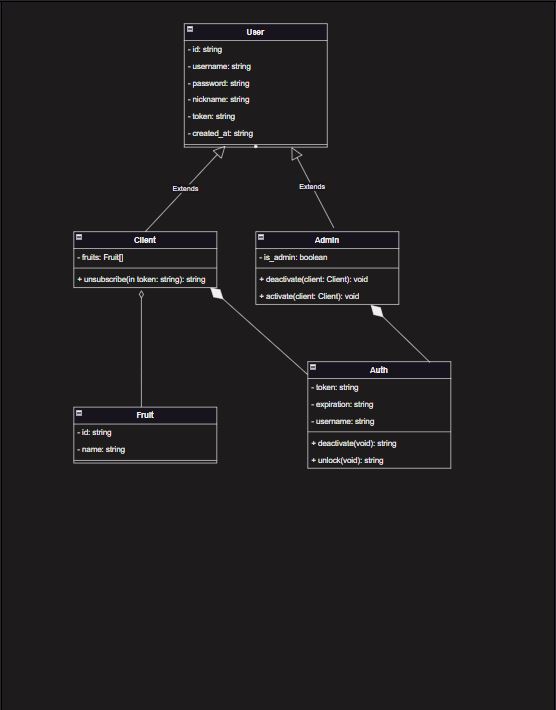 User
- id: string
- username: string
- password: string
- nickname: string
- token: string
- created_at: string
Extends
Extends
Client
- fruits: Fruit[]
+ unsubscribe(in token: string): string
Admin
- is_admin: boolean
+ deactivate(client: Client): void
+ activate(client: Client): void
Auth
- token: string
- expiration: string
- username: string
+ deactivate(void): string
+ unlock(void): string
Fruit
- id: string
- name: string